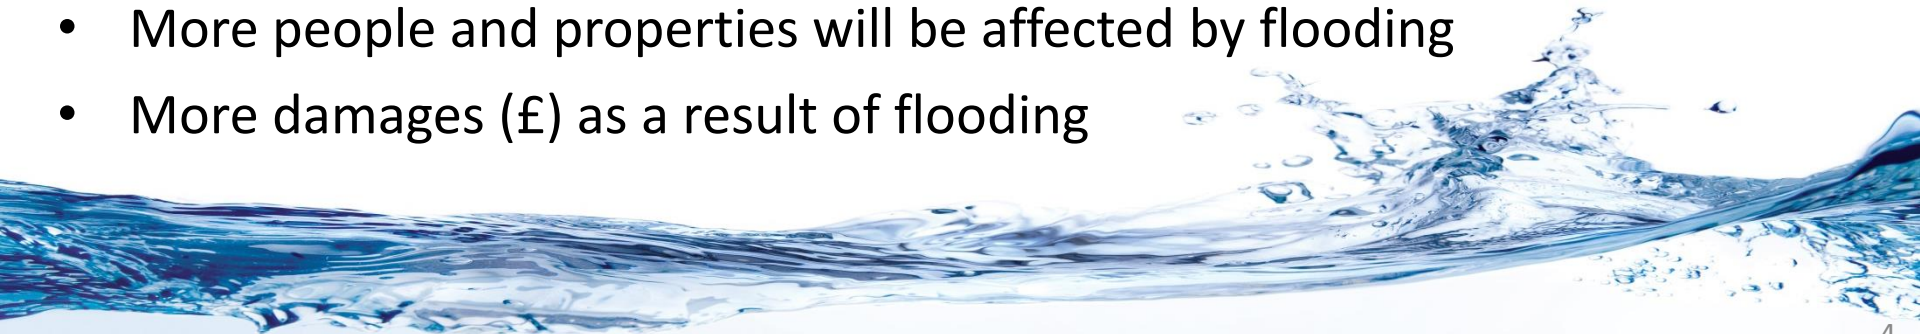 • More people and properties will be affected by flooding
• More damages (£) as a result of flooding